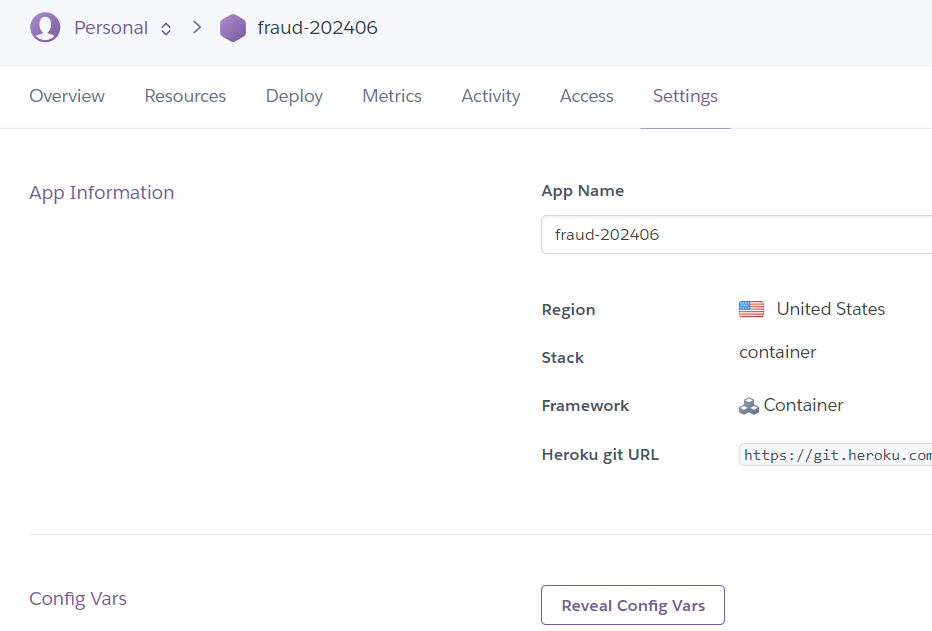 Personal > fraud-202406
Overview Resources Deploy Metrics Activity Access Settings
App Information
App Name
fraud-202406
Region United States
Stack container
Framework Container
Heroku git URL https://git.heroku.com
Config Vars Reveal Config Vars